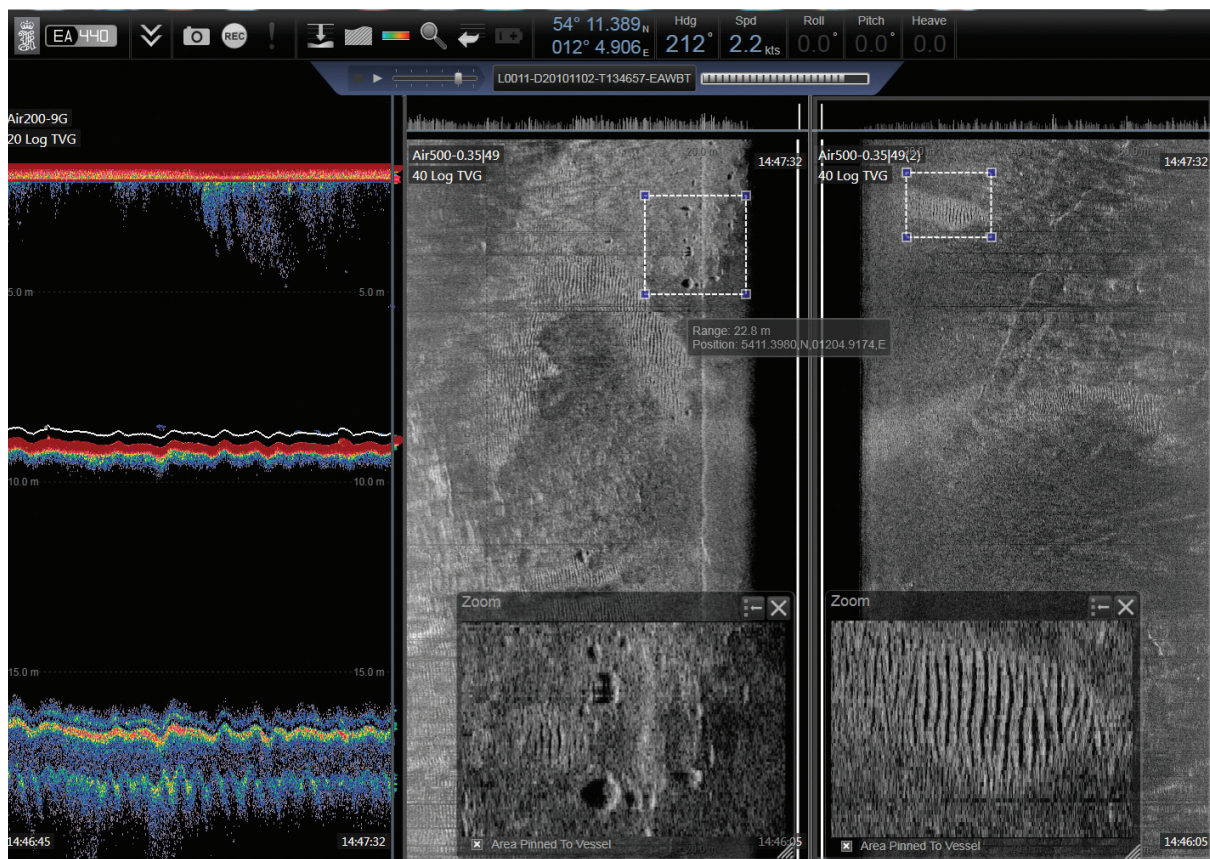 EA 440
REC
54° 11.389 N
012° 4.906 E
Hdg
212°
Spd
2.2 kts
Roll
0.0°
Pitch
0.0°
Heave
0.0
L0011-D20101102-T134657-EAWBT
Air200-9G
20 Log TVG
5.0 m
5.0 m
10.0 m
10.0 m
15.0 m
15.0 m
14:46:45
14:47:32
Air500-0.35|49
40 Log TVG
14:47:32
Range: 22.8 m
Position: 5411.3980,N,01204.9174,E
Zoom
Area Pinned To Vessel
14:46:05
Air500-0.35|49(2)
40 Log TVG
14:47:32
Zoom
Area Pinned To Vessel
14:46:05